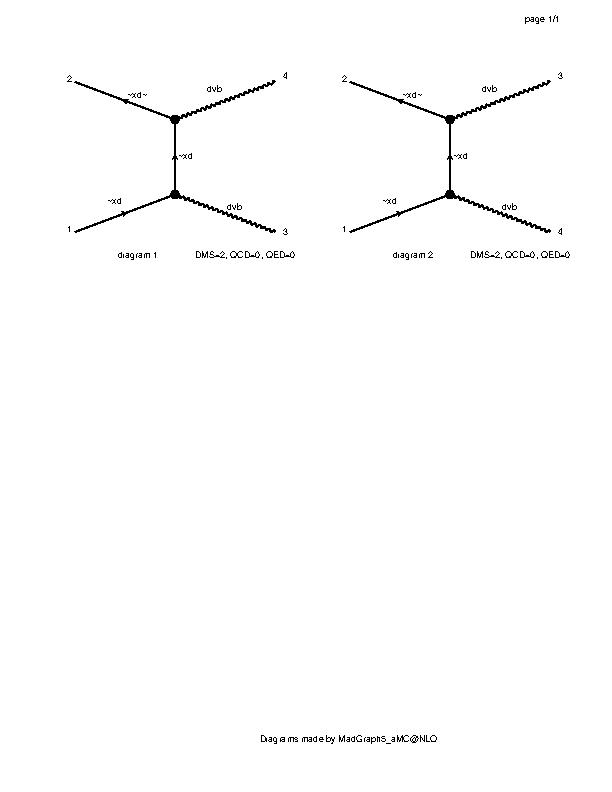 page 1/1
2 ~xd~ dvb 4
~xd
1 ~xd dvb 3
diagram 1 DMS=2, QCD=0, QED=0
2 ~xd~ dvb 3
~xd
1 ~xd dvb 4
diagram 2 DMS=2, QCD=0, QED=0
Diagrams made by MadGraph5_aMC@NLO